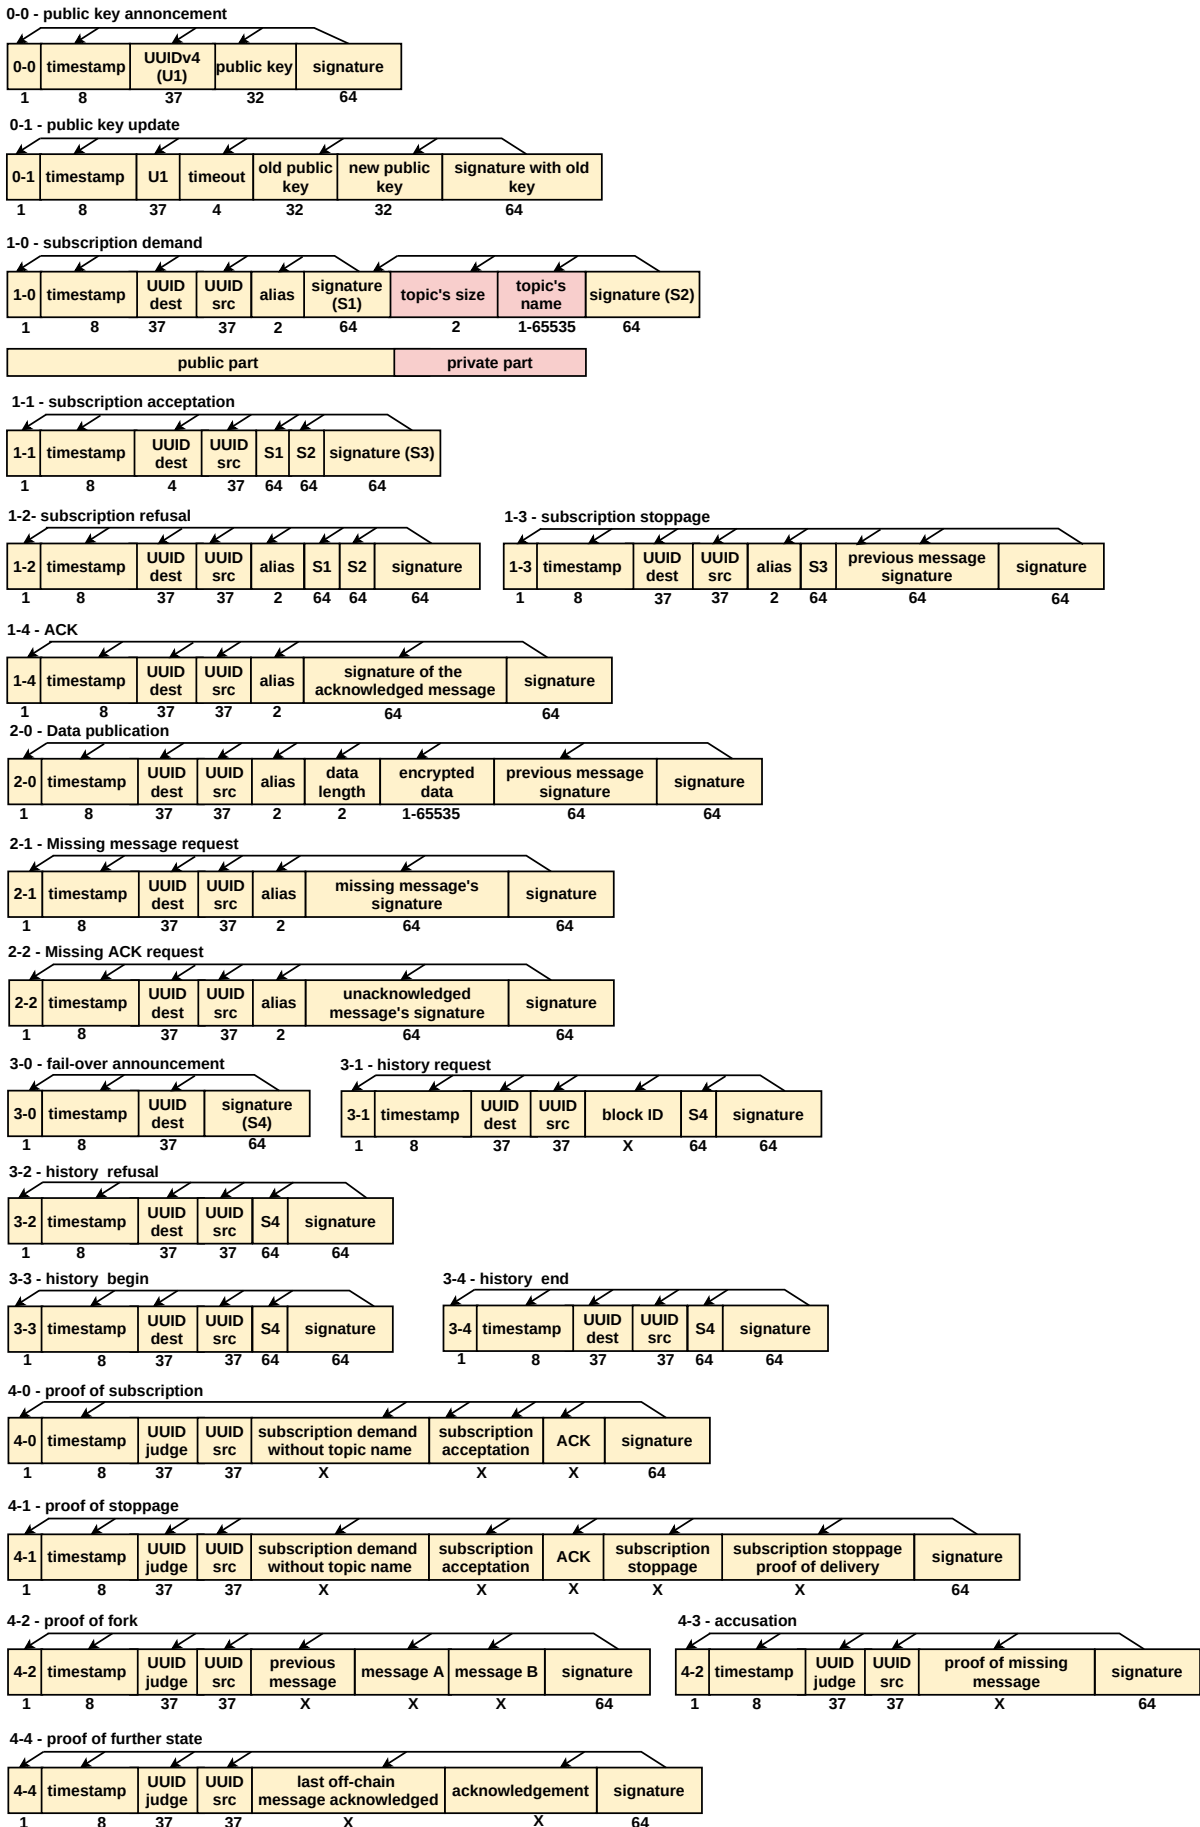 0-0 - public key annoncement
0-0 timestamp UUIDv4 (U1) public key signature
1 8 37 32 64
0-1 - public key update
0-1 timestamp U1 timeout old public key new public key signature with old key
1 8 37 4 32 32 64
1-0 - subscription demand
1-0 timestamp UUID dest UUID src alias signature (S1) topic's size topic's name signature (S2)
1 8 37 37 2 64 2 1-65535 64
public part private part
1-1 - subscription acceptation
1-1 timestamp UUID dest UUID src S1 S2 signature (S3)
1 8 4 37 64 64 64
1-2- subscription refusal
1-2 timestamp UUID dest UUID src alias S1 S2 signature
1 8 37 37 2 64 64 64
1-3 - subscription stoppage
1-3 timestamp UUID dest UUID src alias S3 previous message signature signature
1 8 37 37 2 64 64 64
1-4 - ACK
1-4 timestamp UUID dest UUID src alias signature of the acknowledged message signature
1 8 37 37 2 64 64
2-0 - Data publication
2-0 timestamp UUID dest UUID src alias data length encrypted data previous message signature signature
1 8 37 37 2 2 1-65535 64 64
2-1 - Missing message request
2-1 timestamp UUID dest UUID src alias missing message's signature signature
1 8 37 37 2 64 64
2-2 - Missing ACK request
2-2 timestamp UUID dest UUID src alias unacknowledged message's signature signature
1 8 37 37 2 64 64
3-0 - fail-over announcement
3-0 timestamp UUID dest signature (S4)
1 8 37 64
3-1 - history request
3-1 timestamp UUID dest UUID src block ID S4 signature
1 8 37 37 X 64 64
3-2 - history refusal
3-2 timestamp UUID dest UUID src S4 signature
1 8 37 37 64 64
3-3 - history begin
3-3 timestamp UUID dest UUID src S4 signature
1 8 37 37 64 64
3-4 - history end
3-4 timestamp UUID dest UUID src S4 signature
1 8 37 37 64 64
4-0 - proof of subscription
4-0 timestamp UUID judge UUID src subscription demand without topic name subscription acceptation ACK signature
1 8 37 37 X X X 64
4-1 - proof of stoppage
4-1 timestamp UUID judge UUID src subscription demand without topic name subscription acceptation ACK subscription stoppage subscription stoppage proof of delivery signature
1 8 37 37 X X X X X 64
4-2 - proof of fork
4-2 timestamp UUID judge UUID src previous message message A message B signature
1 8 37 37 X X X 64
4-3 - accusation
4-2 timestamp UUID judge UUID src proof of missing message signature
1 8 37 37 X 64
4-4 - proof of further state
4-4 timestamp UUID judge UUID src last off-chain message acknowledged acknowledgement signature
1 8 37 37 X X 64